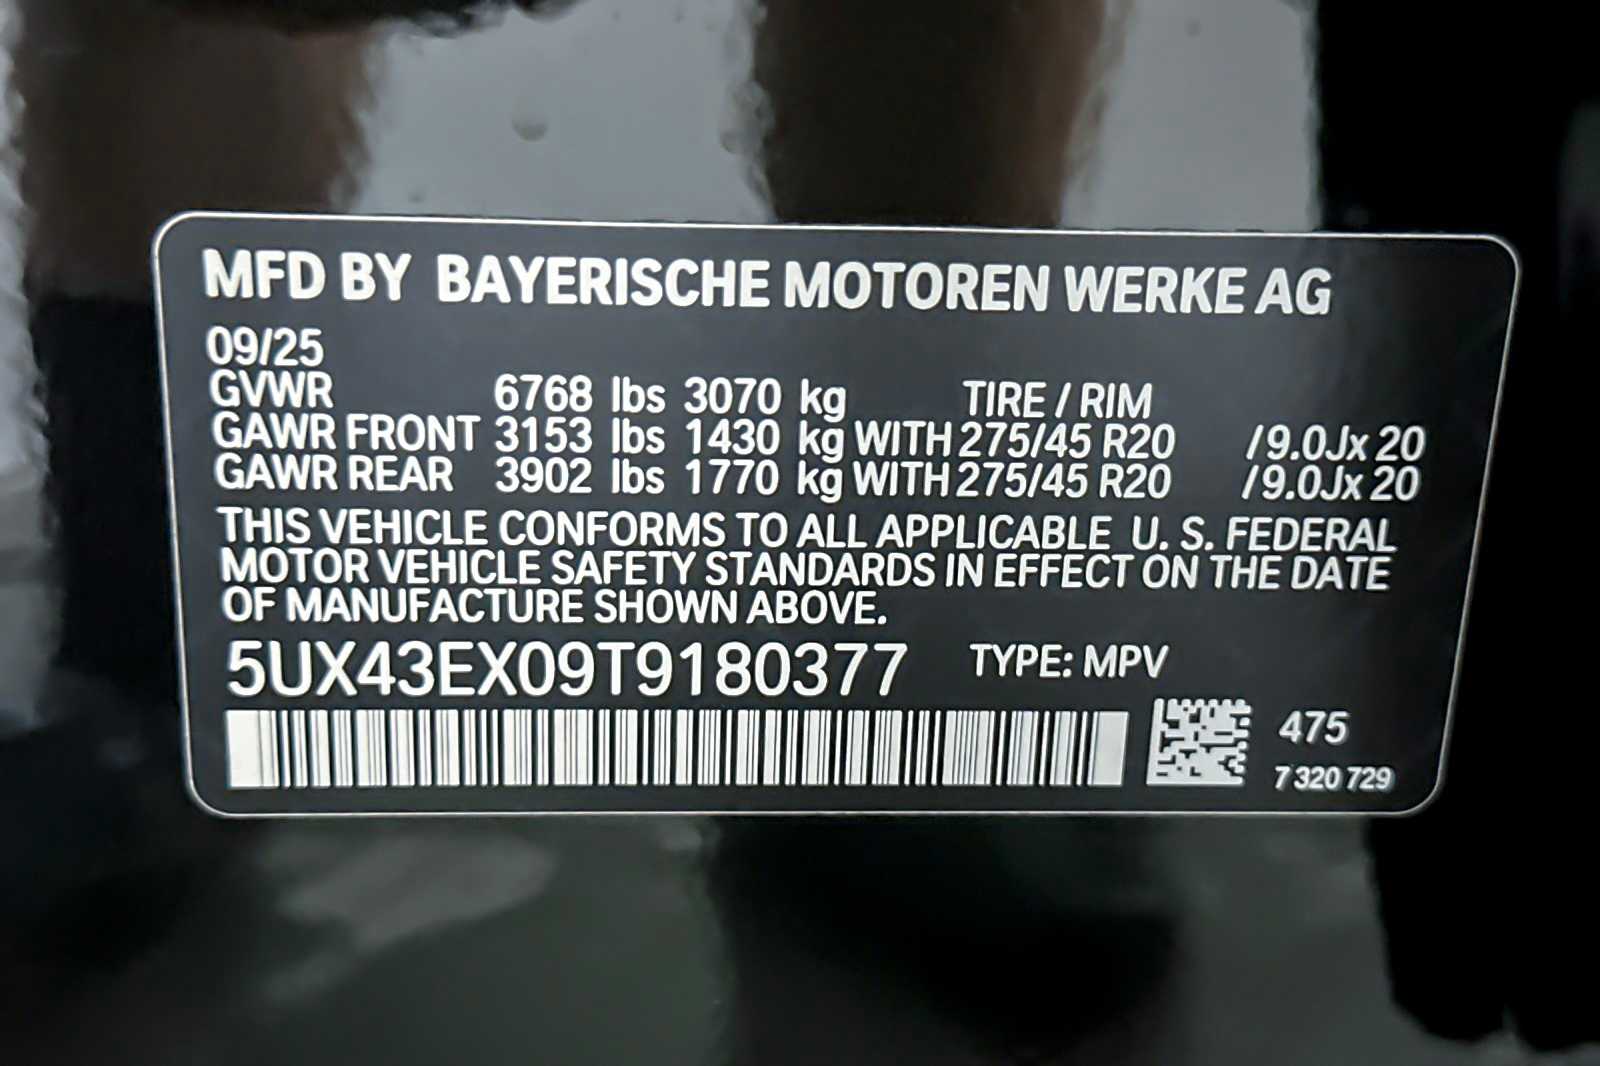 MFD BY BAYERISCHE MOTOREN WERKE AG
09/25
GVWR 6768 lbs 3070 kg TIRE / RIM
GAWR FRONT 3153 lbs 1430 kg WITH 275/45 R20 /9.0Jx 20
GAWR REAR 3902 lbs 1770 kg WITH 275/45 R20 /9.0Jx 20
THIS VEHICLE CONFORMS TO ALL APPLICABLE U. S. FEDERAL
MOTOR VEHICLE SAFETY STANDARDS IN EFFECT ON THE DATE
OF MANUFACTURE SHOWN ABOVE.
5UX43EX09T9180377 TYPE: MPV
475
7 320 729